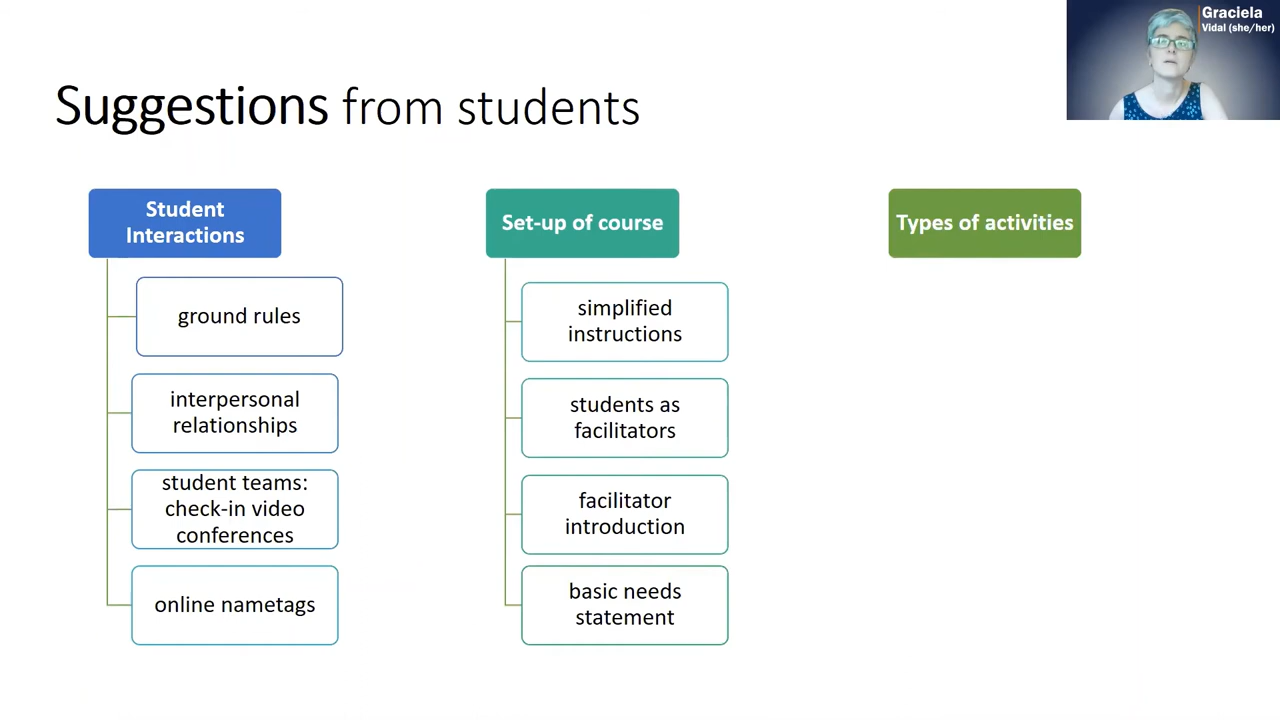 Graciela
Vidal (she/her)
Suggestions from students
Student
Interactions
ground rules
interpersonal
relationships
student teams:
check-in video
conferences
online nametags
Set-up of course
simplified
instructions
students as
facilitators
facilitator
introduction
basic needs
statement
Types of activities